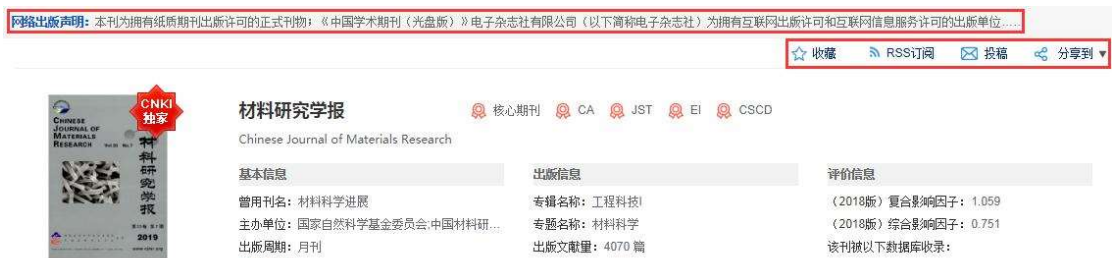 网络出版声明：本刊为拥有纸质期刊出版许可的正式刊物；《中国学术期刊（光盘版）》电子杂志社有限公司（以下简称电子杂志社）为拥有互联网出版许可和互联网信息服务许可的出版单位.....
收藏 RSS订阅 投稿 分享到
CNKI
独家
CHINESE
JOURNAL OF
MATERIALS
RESEARCH
材料研究学报
2019
材料研究学报 核心期刊 CA JST EI CSCD
Chinese Journal of Materials Research
基本信息 出版信息 评价信息
曾用刊名：材料科学进展 专辑名称：工程科技I （2018版）复合影响因子：1.059
主办单位：国家自然科学基金委员会;中国材料研... 专题名称：材料科学 （2018版）综合影响因子：0.751
出版周期：月刊 出版文献量：4070 篇 该刊被以下数据库收录：